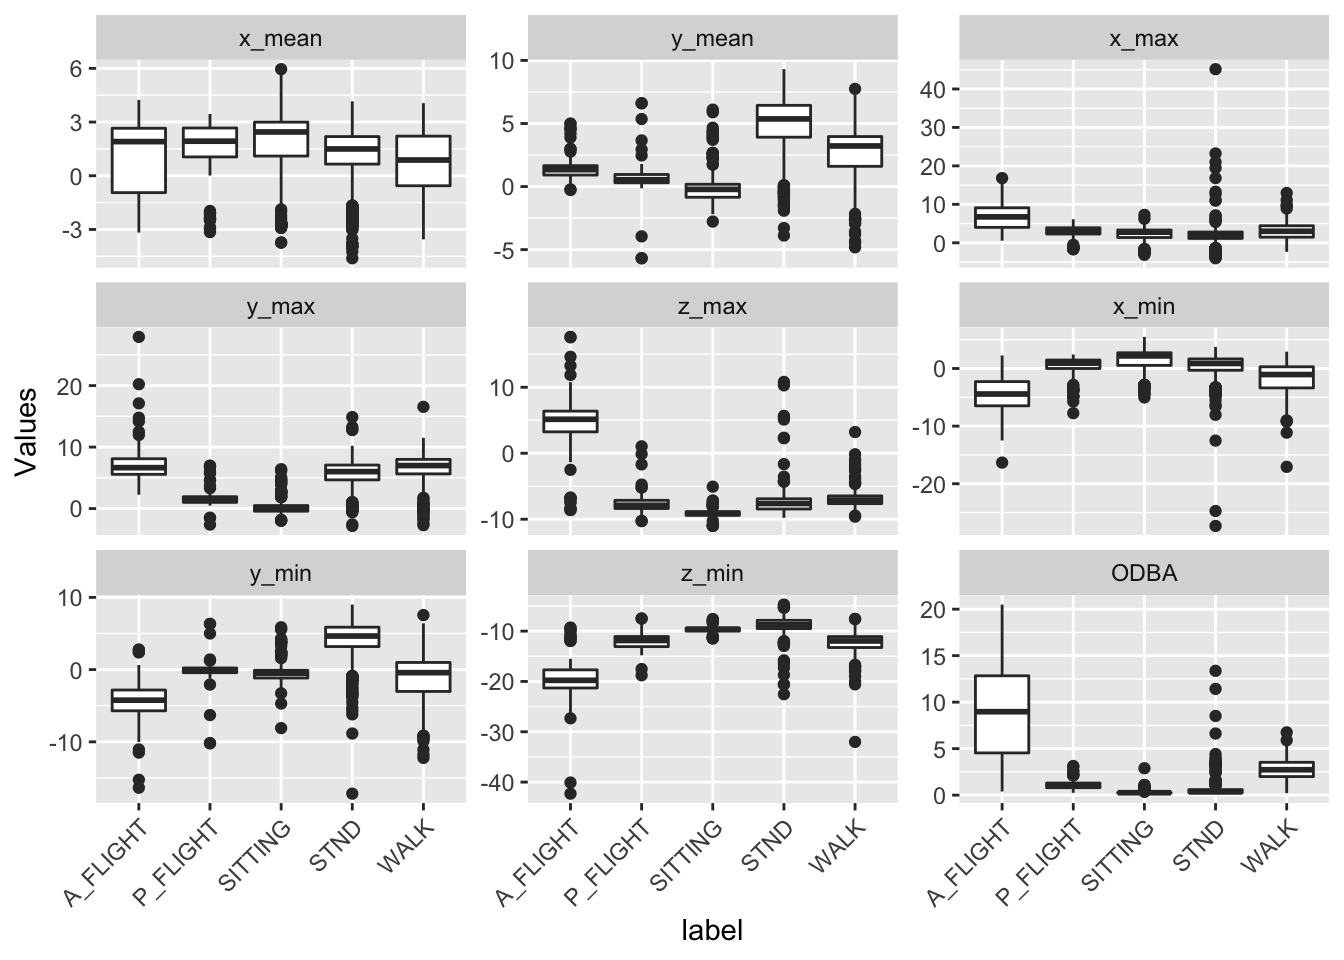 x_mean
y_mean
x_max
6
3
0
-3
10
5
0
-5
40
30
20
10
0
y_max
z_max
x_min
20
10
0
10
0
-10
0
-10
-20
y_min
z_min
ODBA
10
0
-10
-10
-20
-30
-40
20
15
10
5
0
A_FLIGHT
P_FLIGHT
SITTING
STND
WALK
A_FLIGHT
P_FLIGHT
SITTING
STND
WALK
A_FLIGHT
P_FLIGHT
SITTING
STND
WALK
Values
label